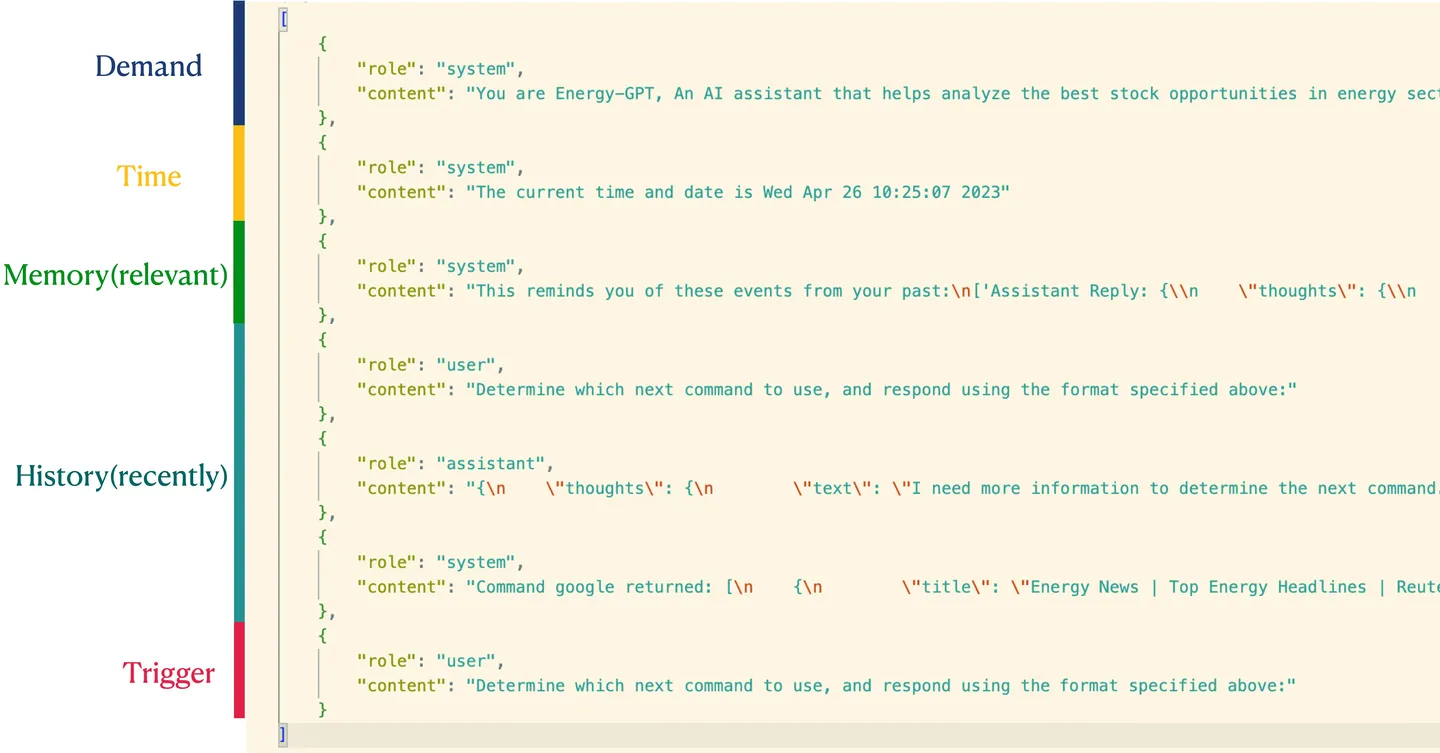 [
{
Demand
"role": "system",
"content": "You are Energy-GPT, An AI assistant that helps analyze the best stock opportunities in energy sect
},
{
Time
"role": "system",
"content": "The current time and date is Wed Apr 26 10:25:07 2023"
},
{
Memory(relevant)
"role": "system",
"content": "This reminds you of these events from your past:\n['Assistant Reply: {\\n    \"thoughts\": {\\n
},
{
"role": "user",
"content": "Determine which next command to use, and respond using the format specified above:"
},
{
History(recently)
"role": "assistant",
"content": "{\n    \"thoughts\": {\n        \"text\": \"I need more information to determine the next command.
},
{
"role": "system",
"content": "Command google returned: [\n    {\n        \"title\": \"Energy News | Top Energy Headlines | Reute
},
{
Trigger
"role": "user",
"content": "Determine which next command to use, and respond using the format specified above:"
}
]